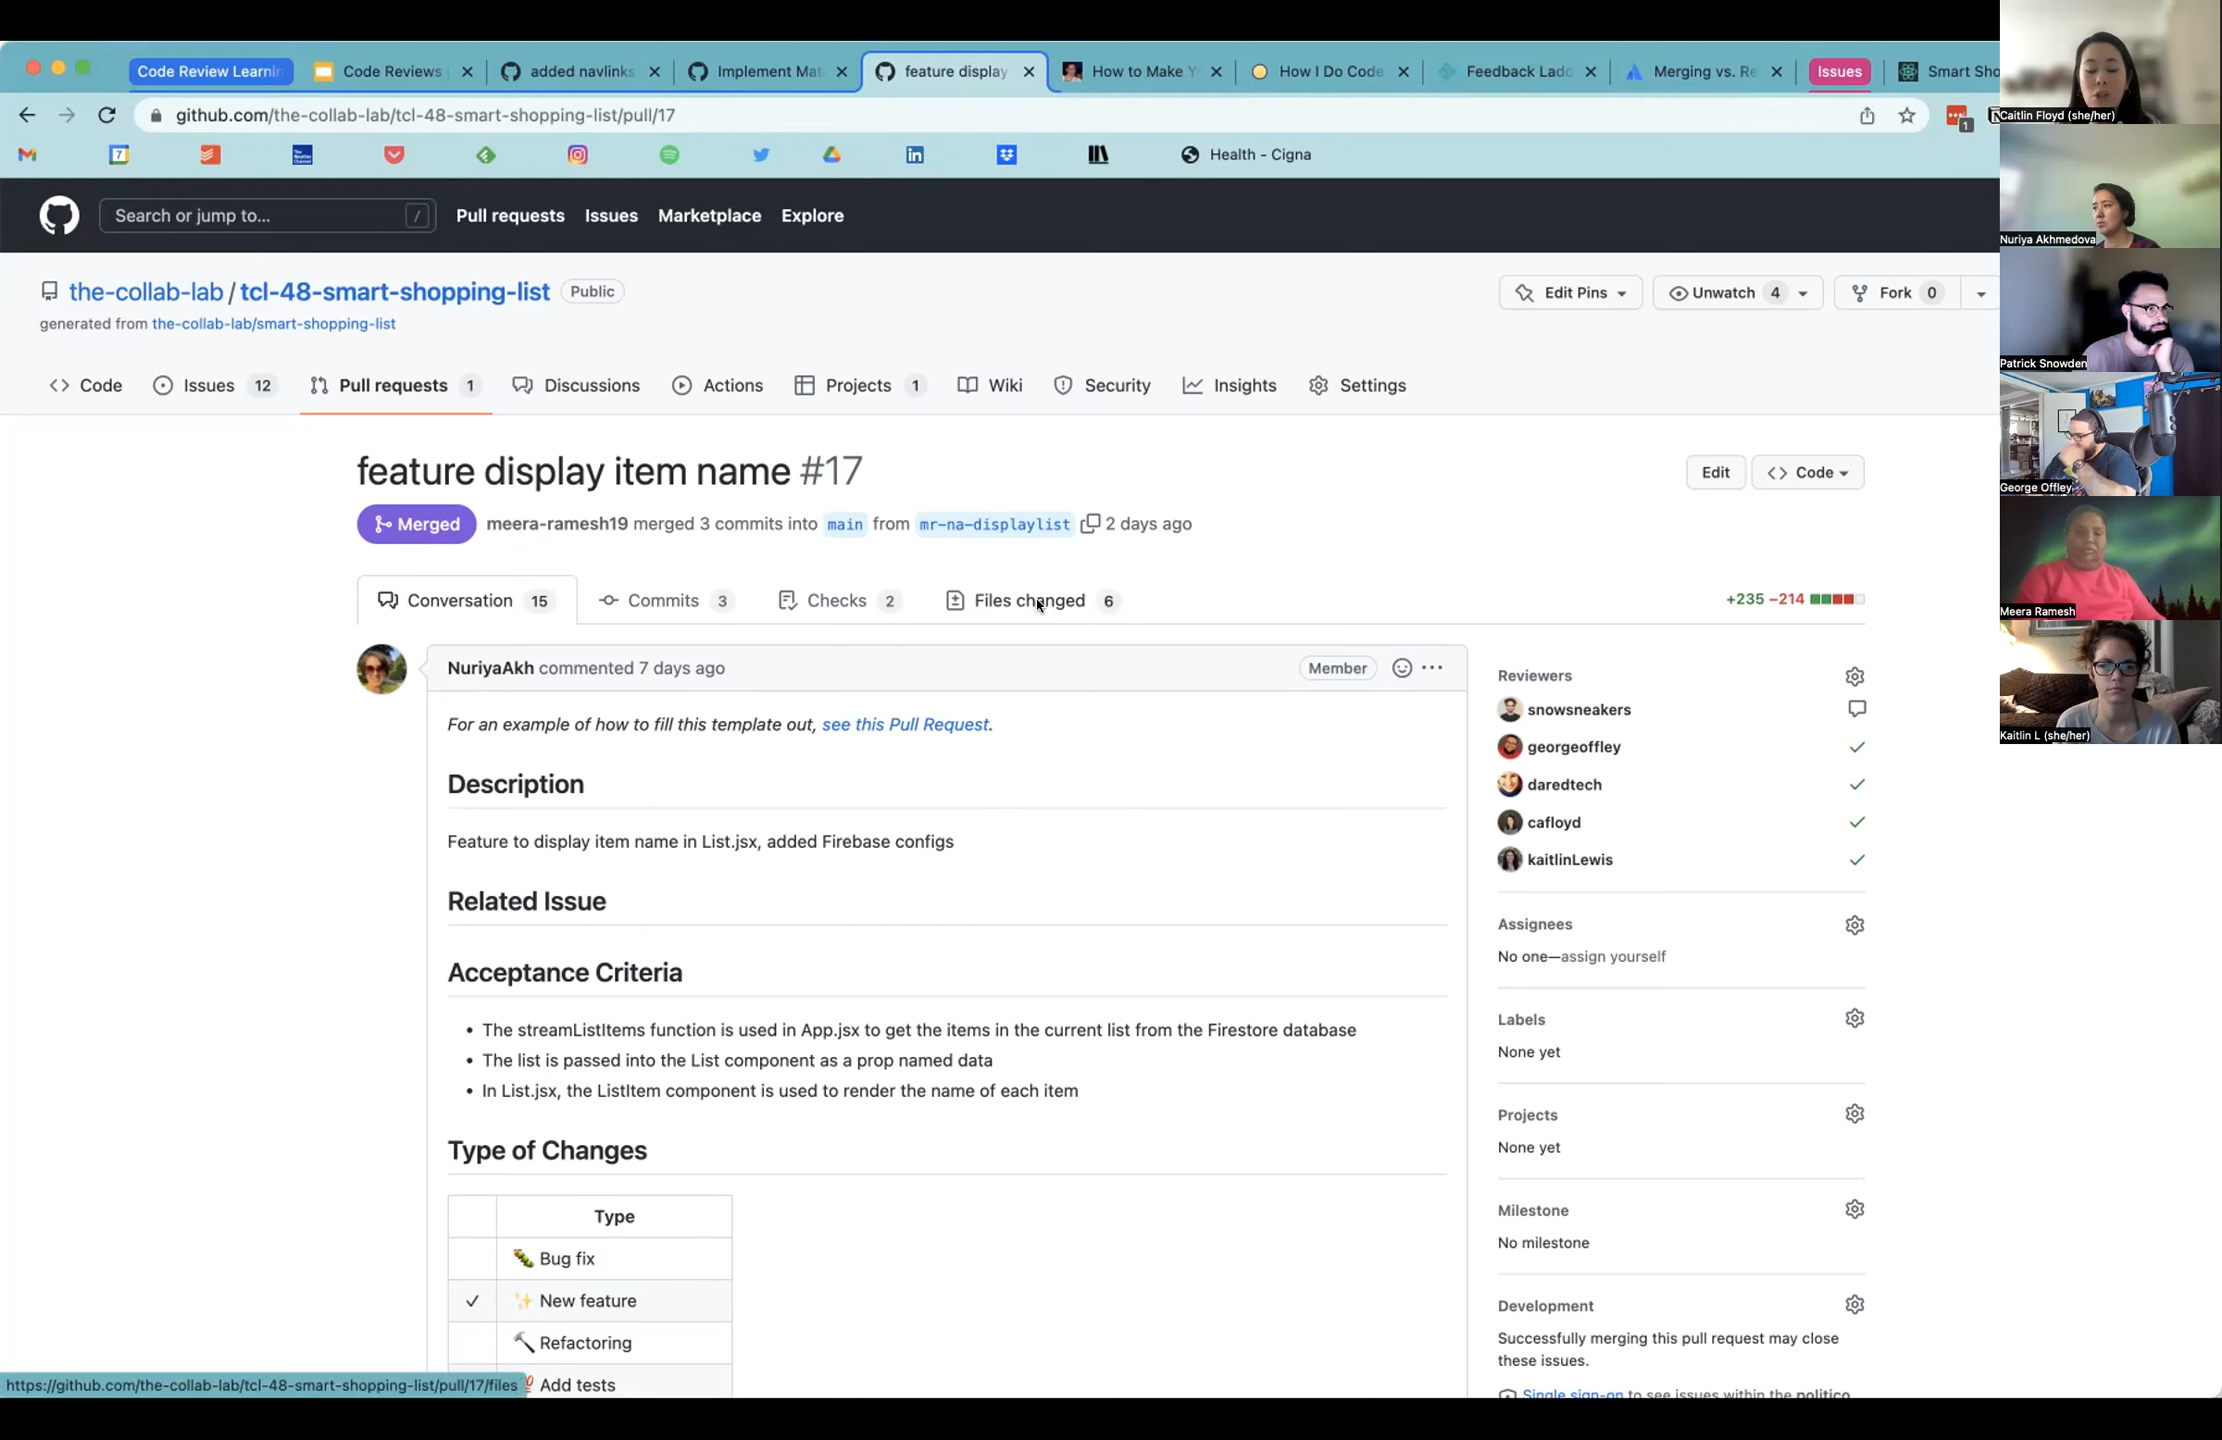 Code Review Learnin
Code Reviews
added navlinks
Implement Mat
feature display
How to Make Y
How I Do Code
Feedback Ladd
Merging vs. Re
Issues
Smart Sho
github.com/the-collab-lab/tcl-48-smart-shopping-list/pull/17
1
7
Health - Cigna
Search or jump to...
/
Pull requests
Issues
Marketplace
Explore
the-collab-lab / tcl-48-smart-shopping-list Public
generated from the-collab-lab/smart-shopping-list
Edit Pins
Unwatch 4
Fork 0
Code
Issues 12
Pull requests 1
Discussions
Actions
Projects 1
Wiki
Security
Insights
Settings
feature display item name #17
Edit
Code
Merged
meera-ramesh19 merged 3 commits into main from mr-na-displaylist 2 days ago
Conversation 15
Commits 3
Checks 2
Files changed 6
+235 −214
NuriyaAkh commented 7 days ago
Member
For an example of how to fill this template out, see this Pull Request.
Description
Feature to display item name in List.jsx, added Firebase configs
Related Issue
Acceptance Criteria
• The streamListItems function is used in App.jsx to get the items in the current list from the Firestore database
• The list is passed into the List component as a prop named data
• In List.jsx, the ListItem component is used to render the name of each item
Type of Changes
Type
Bug fix
✓ New feature
Refactoring
Add tests
https://github.com/the-collab-lab/tcl-48-smart-shopping-list/pull/17/files
Reviewers
snowsneakers
georgeoffley
daredtech
cafloyd
kaitlinLewis
Assignees
No one—assign yourself
Labels
None yet
Projects
None yet
Milestone
No milestone
Development
Successfully merging this pull request may close
these issues.
Single sign-on to see issues within the politico
Caitlin Floyd (she/her)
Nuriya Akhmedova
Patrick Snowden
George Offley
Meera Ramesh
Kaitlin L (she/her)